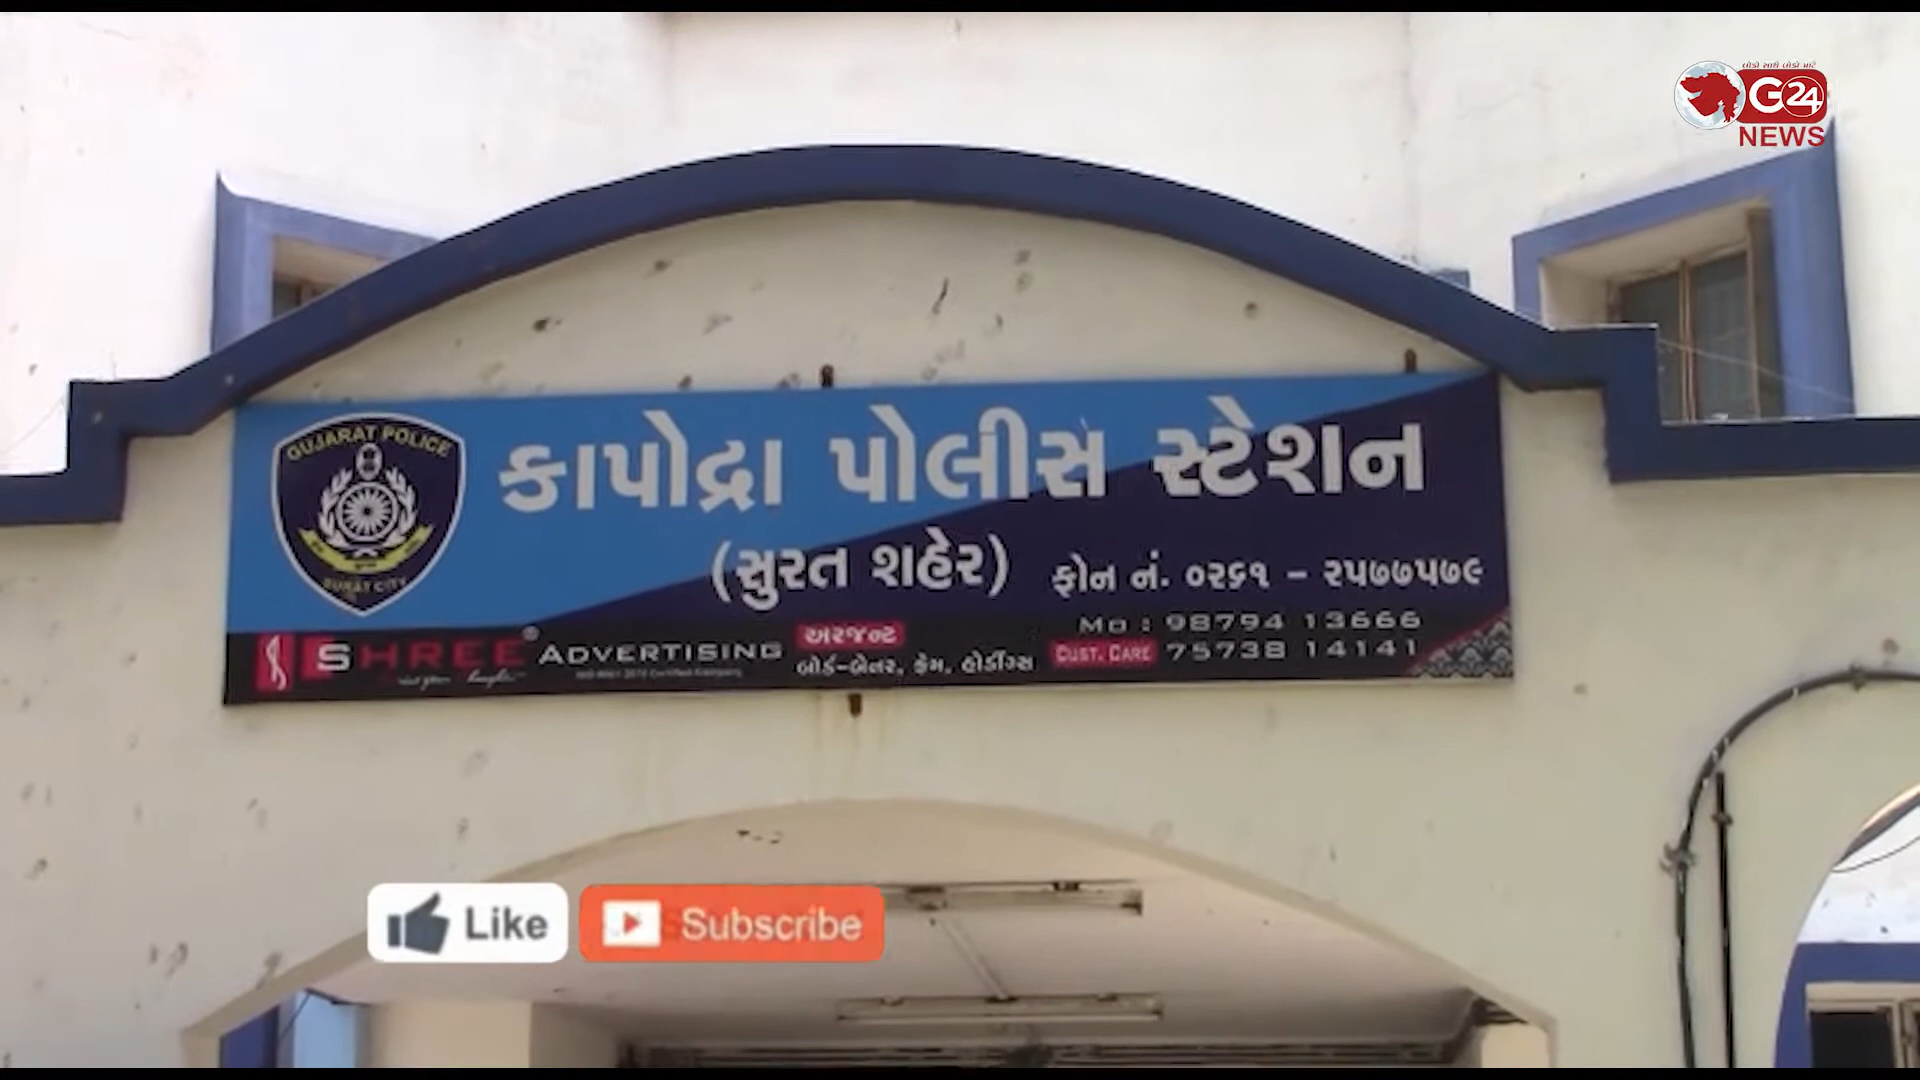 લોકો સાથે લોકો માટે
G24
NEWS
GUJARAT POLICE
SURAT CITY
કાપોદ્રા પોલીસ સ્ટેશન
(સુરત શહેર)
ફોન નં. ૦૨૬૧ - ૨૫૭૭૫૭૯
SHREE® ADVERTISING
અરજન્ટ
બોર્ડ-બેનર, ફ્રેમ, હોર્ડીંગ્સ
Mo : 98794 13666
CUST. CARE 75738 14141
Like
Subscribe